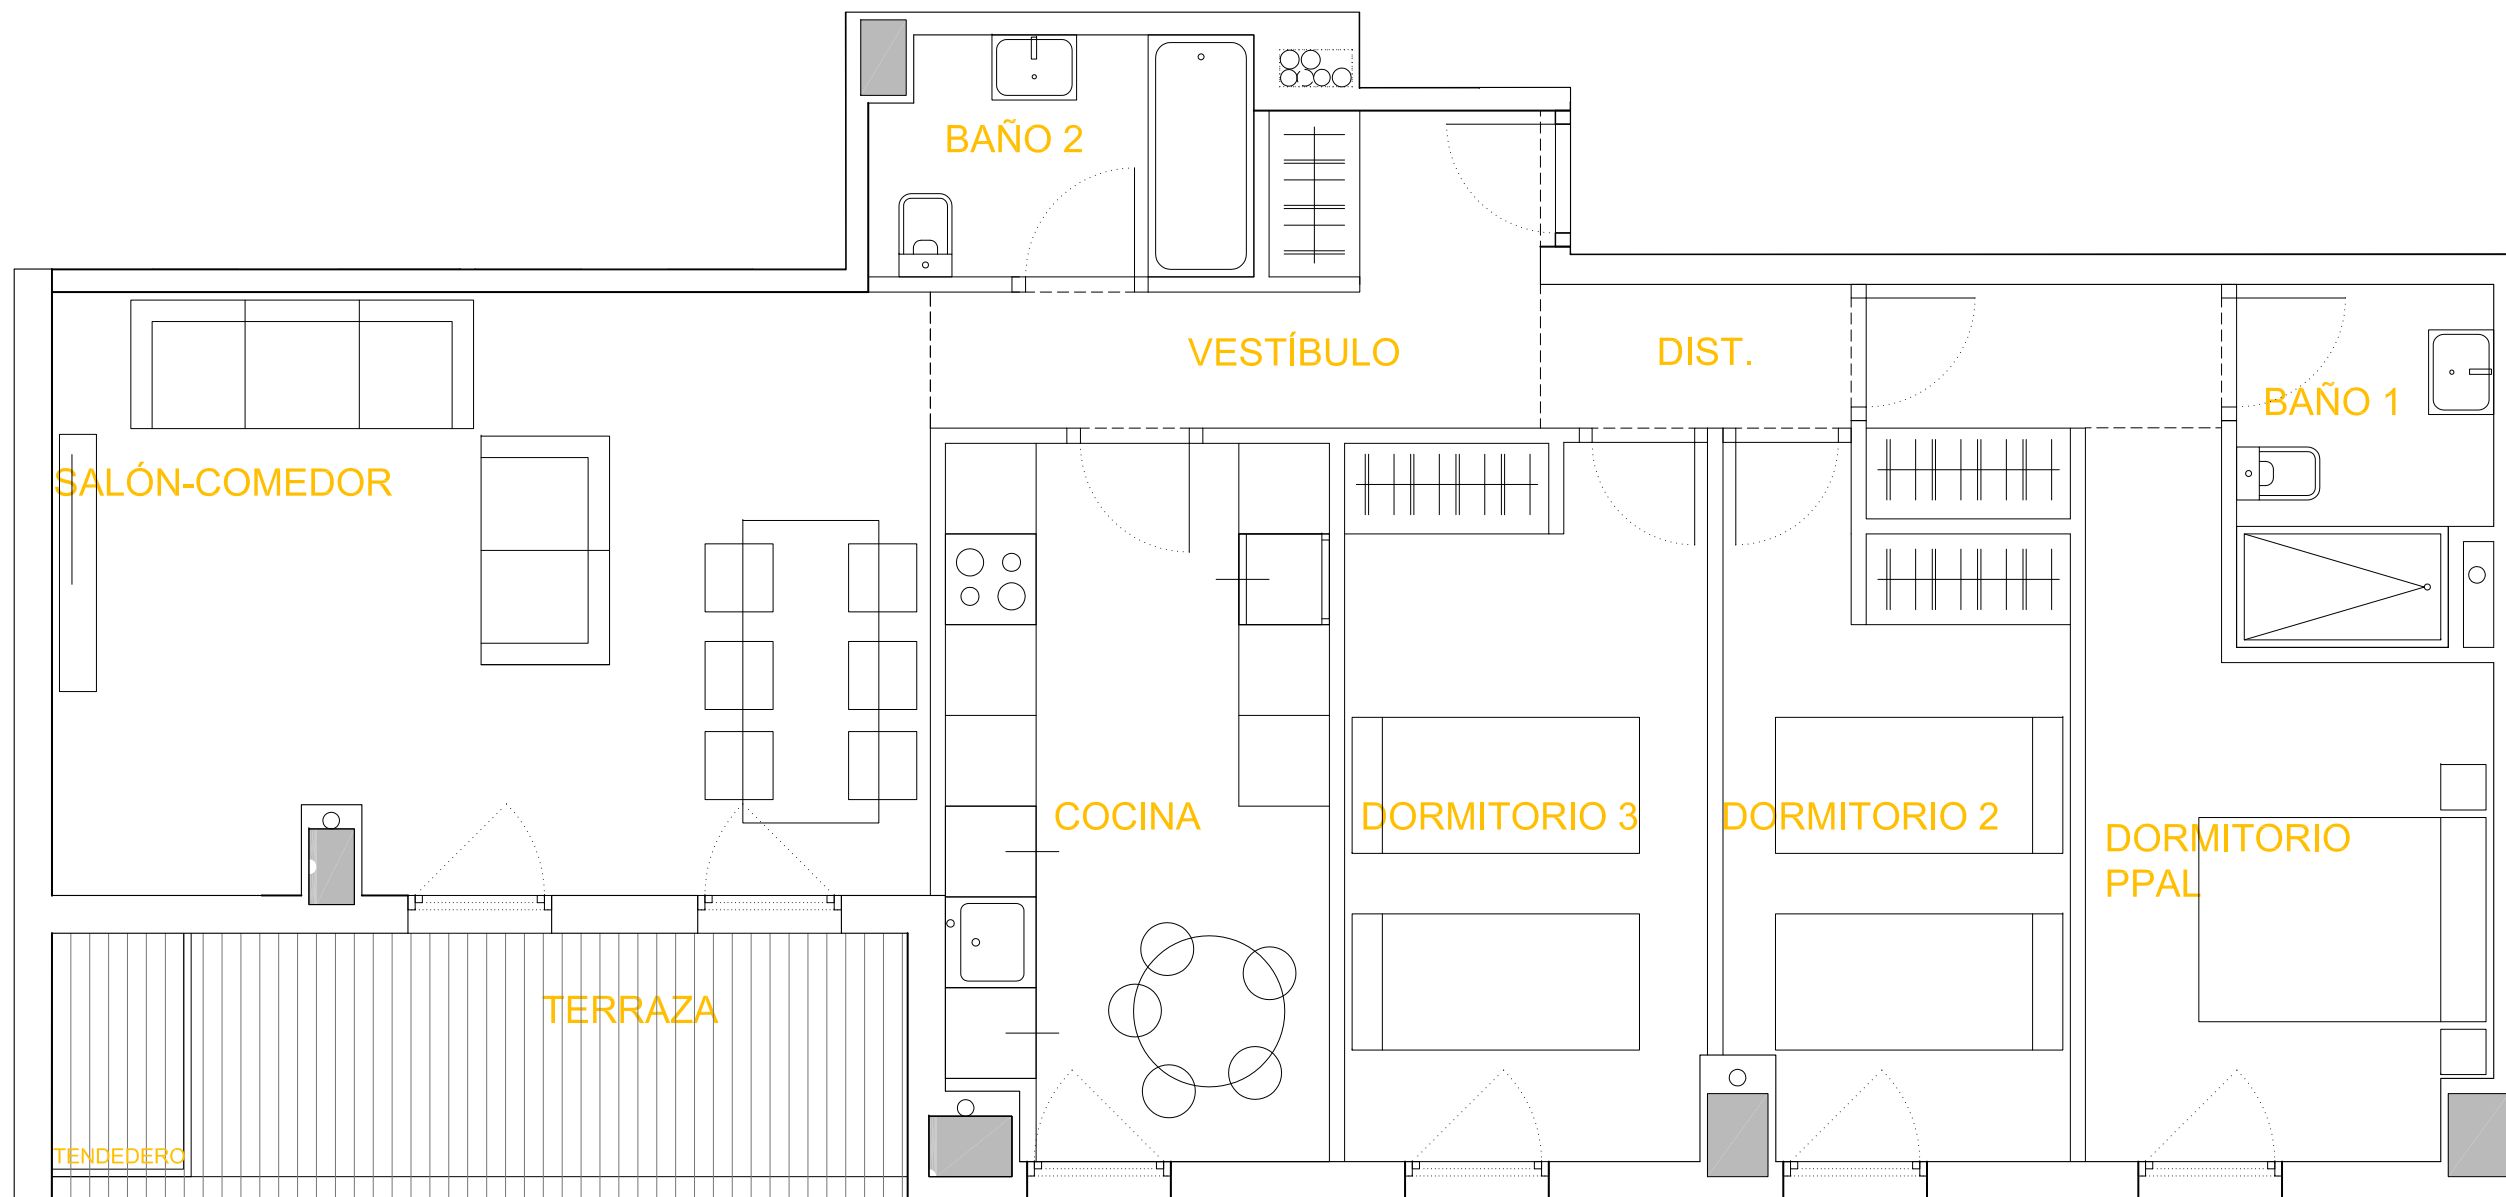 BAÑO 2
VESTÍBULO
DIST.
BAÑO 1
SALÓN-COMEDOR
COCINA
DORMITORIO 3
DORMITORIO 2
DORMITORIO
PPAL
TERRAZA
TENDEDERO